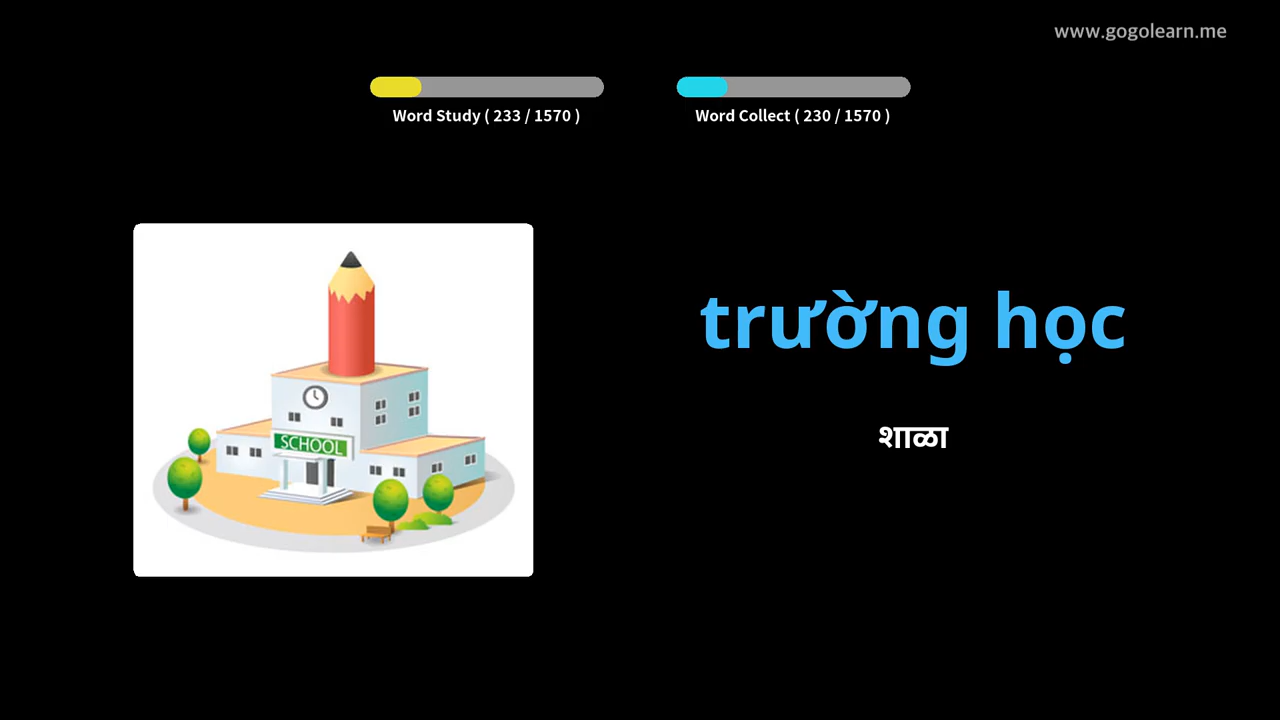 www.gogolearn.me
Word Study ( 233 / 1570 )
Word Collect ( 230 / 1570 )
SCHOOL
trường học
शाळा